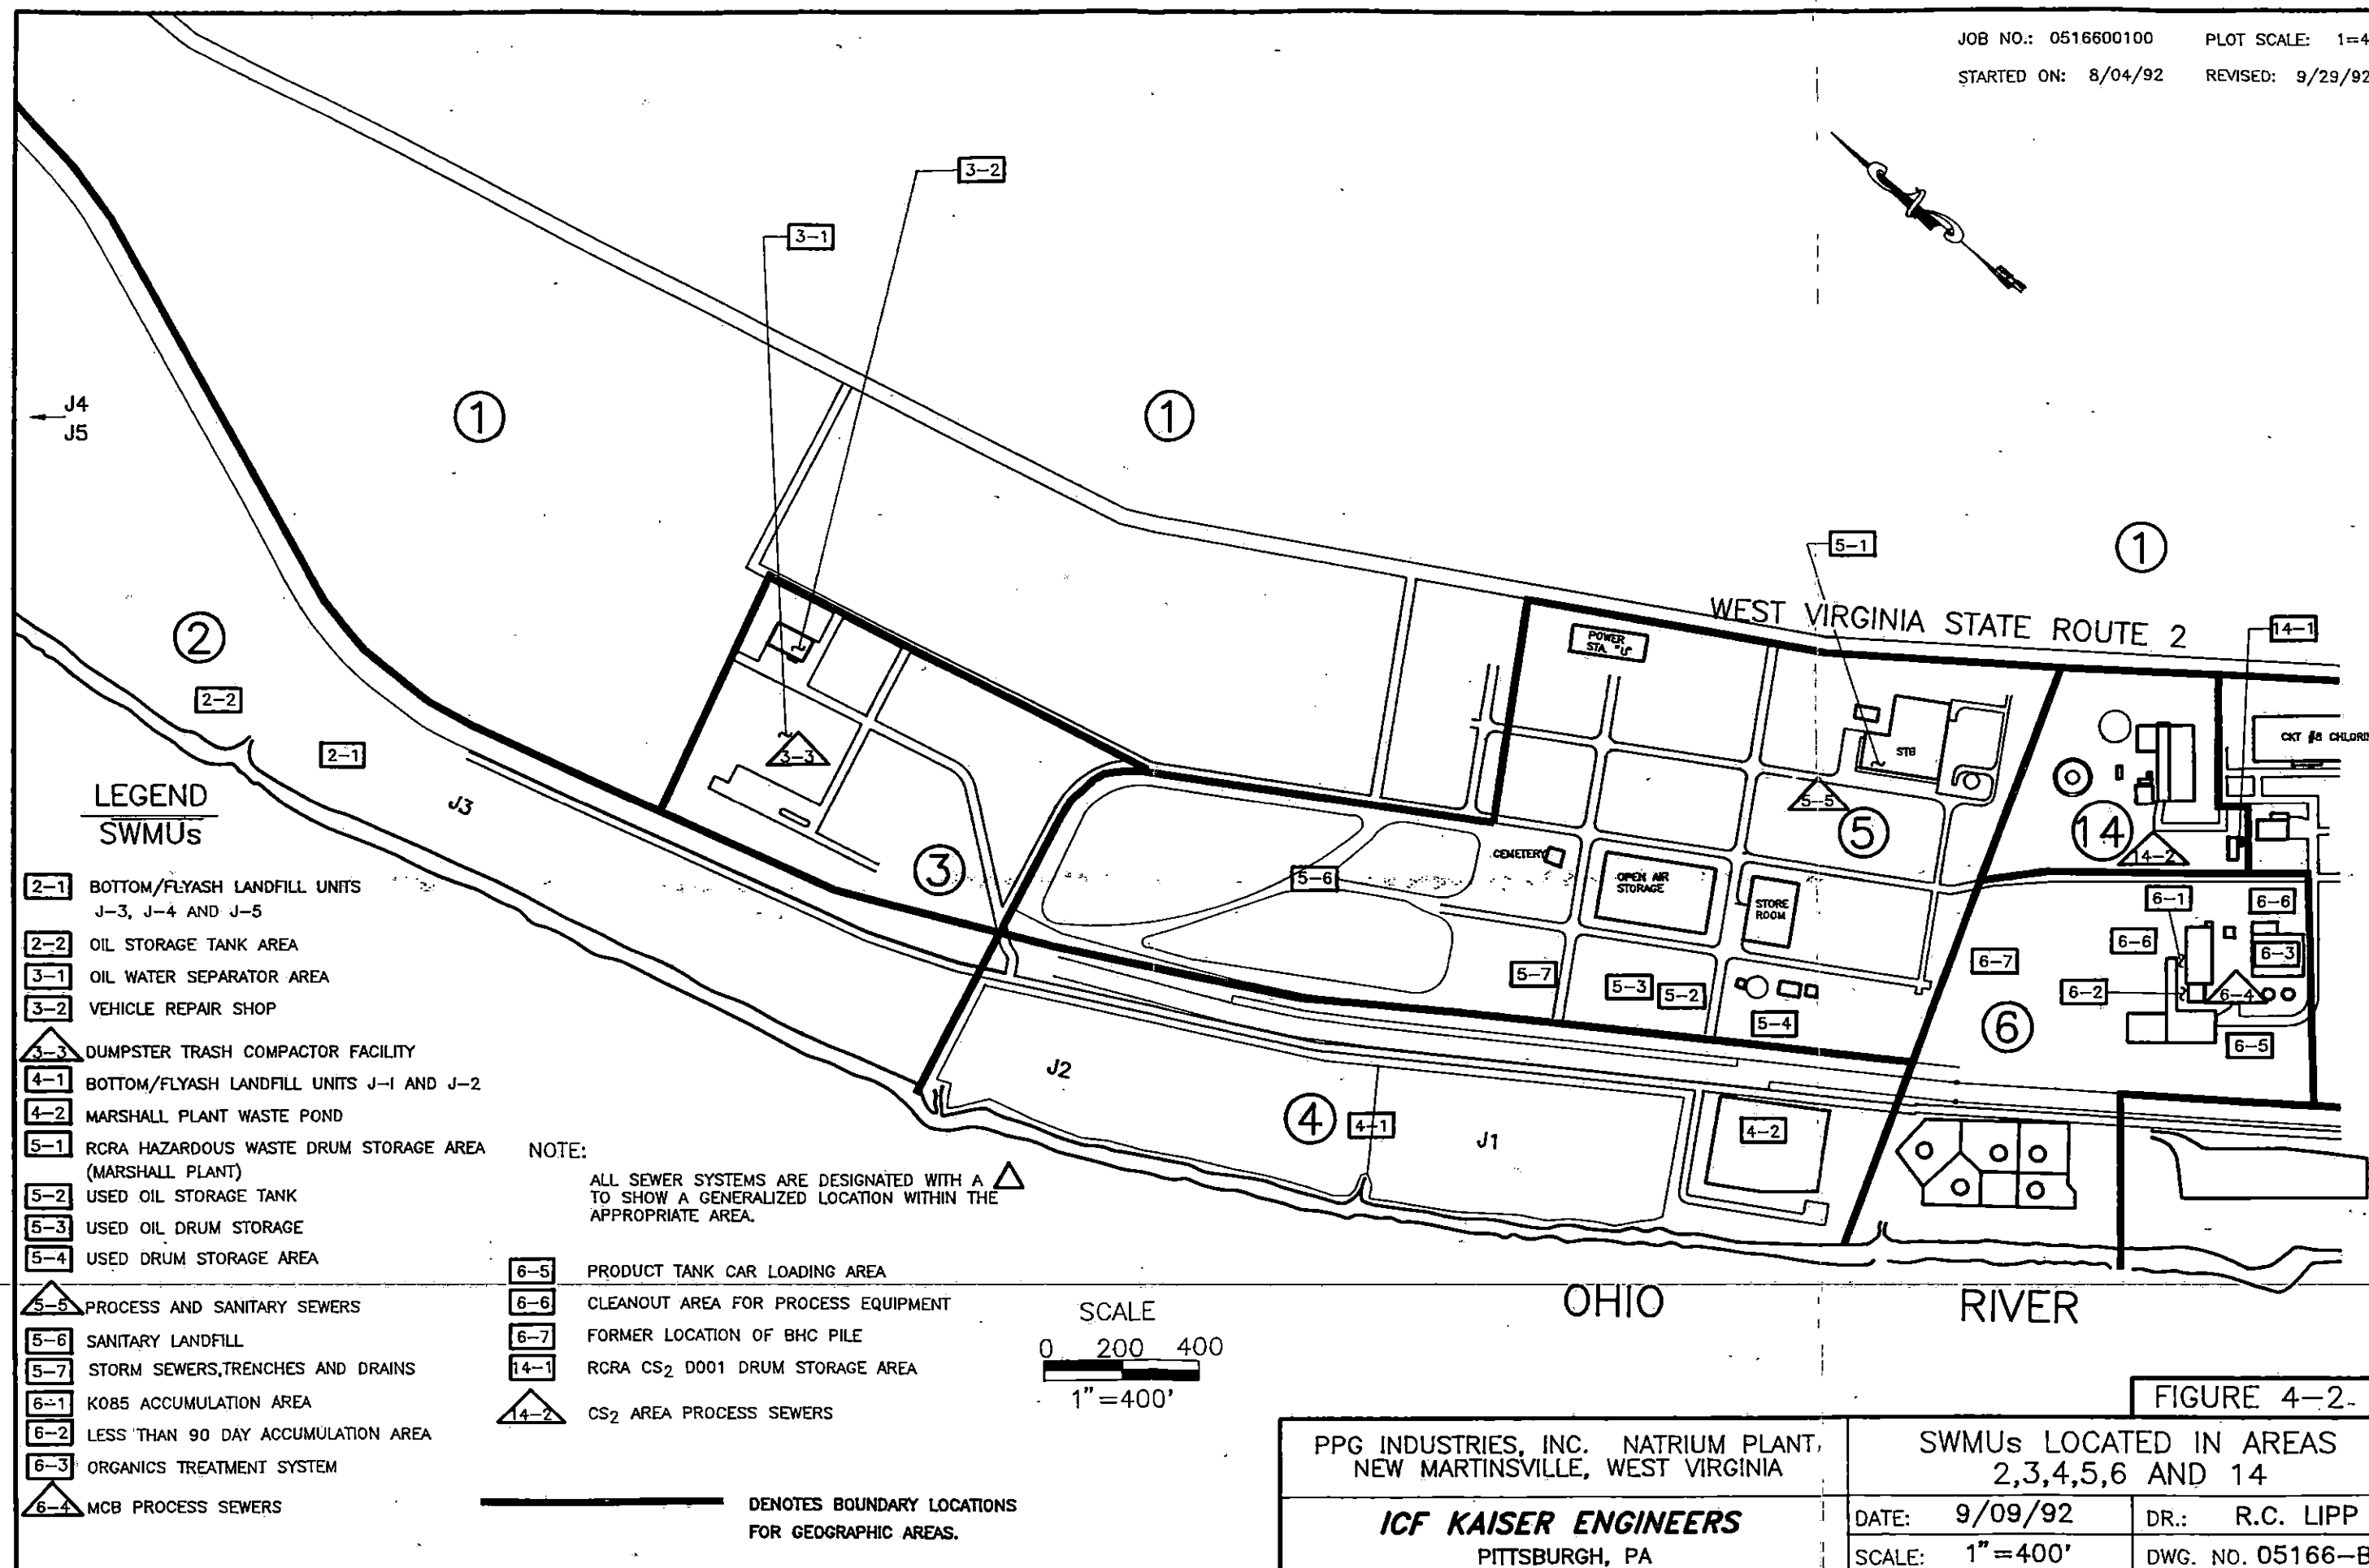 JOB NO.: 0516600100 PLOT SCALE: 1=4
STARTED ON: 8/04/92 REVISED: 9/29/92
3-2
3-1
J4
J5
1
1
1
5-1
WEST VIRGINIA STATE ROUTE 2
14-1
POWER
STA. "U"
2
2-2
2-1
J3
3-3
3
STG
CKT #8 CHLORI
5-5
5
14
14-2
CEMETERY
5-6
OPEN AIR
STORAGE
STORE
ROOM
6-1
6-6
6-6
6-3
6-7
6-2
6-4
6
6-5
5-7
5-3
5-2
5-4
J2
4
4-1
J1
4-2
OHIO RIVER
LEGEND
SWMUs
2-1 BOTTOM/FLYASH LANDFILL UNITS
J-3, J-4 AND J-5
2-2 OIL STORAGE TANK AREA
3-1 OIL WATER SEPARATOR AREA
3-2 VEHICLE REPAIR SHOP
3-3 DUMPSTER TRASH COMPACTOR FACILITY
4-1 BOTTOM/FLYASH LANDFILL UNITS J-1 AND J-2
4-2 MARSHALL PLANT WASTE POND
5-1 RCRA HAZARDOUS WASTE DRUM STORAGE AREA
(MARSHALL PLANT)
5-2 USED OIL STORAGE TANK
5-3 USED OIL DRUM STORAGE
5-4 USED DRUM STORAGE AREA
5-5 PROCESS AND SANITARY SEWERS
5-6 SANITARY LANDFILL
5-7 STORM SEWERS,TRENCHES AND DRAINS
6-1 K085 ACCUMULATION AREA
6-2 LESS THAN 90 DAY ACCUMULATION AREA
6-3 ORGANICS TREATMENT SYSTEM
6-4 MCB PROCESS SEWERS
6-5 PRODUCT TANK CAR LOADING AREA
6-6 CLEANOUT AREA FOR PROCESS EQUIPMENT
6-7 FORMER LOCATION OF BHC PILE
14-1 RCRA CS2 D001 DRUM STORAGE AREA
14-2 CS2 AREA PROCESS SEWERS
NOTE:
ALL SEWER SYSTEMS ARE DESIGNATED WITH A △
TO SHOW A GENERALIZED LOCATION WITHIN THE
APPROPRIATE AREA.
DENOTES BOUNDARY LOCATIONS
FOR GEOGRAPHIC AREAS.
SCALE
0 200 400
1"=400'
FIGURE 4-2
PPG INDUSTRIES, INC. NATRIUM PLANT,
NEW MARTINSVILLE, WEST VIRGINIA
SWMUs LOCATED IN AREAS
2,3,4,5,6 AND 14
ICF KAISER ENGINEERS
PITTSBURGH, PA
DATE: 9/09/92 DR.: R.C. LIPP
SCALE: 1"=400' DWG. NO. 05166-B